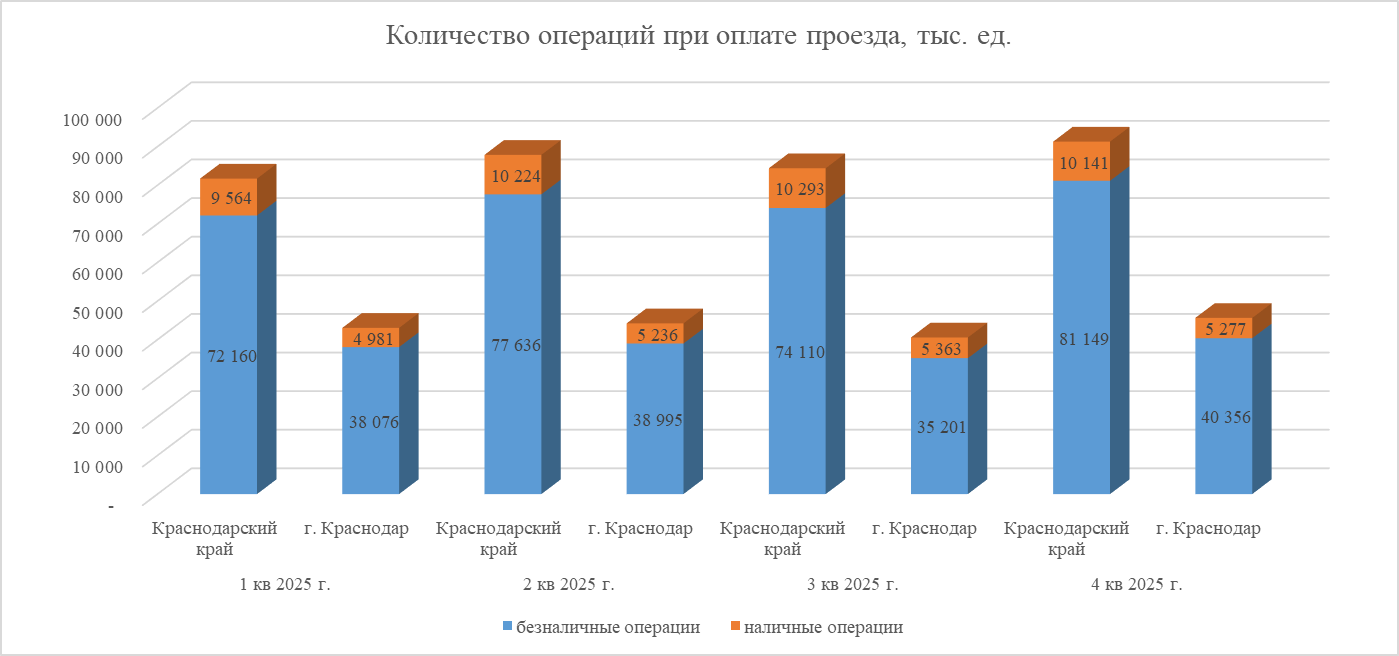 Количество операций при оплате проезда, тыс. ед.
100 000
90 000
80 000
70 000
60 000
50 000
40 000
30 000
20 000
10 000
-
9 564
72 160
4 981
38 076
10 224
77 636
5 236
38 995
10 293
74 110
5 363
35 201
10 141
81 149
5 277
40 356
Краснодарский
край
г. Краснодар
Краснодарский
край
г. Краснодар
Краснодарский
край
г. Краснодар
Краснодарский
край
г. Краснодар
1 кв 2025 г.
2 кв 2025 г.
3 кв 2025 г.
4 кв 2025 г.
безналичные операции
наличные операции